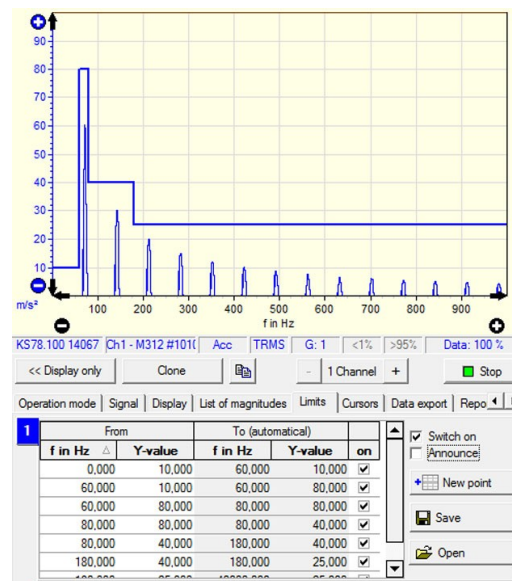 90
80
70
60
50
40
30
20
10
m/s²
100 200 300 400 500 600 700 800 900
f in Hz
KS78.100 14067 Ch1 - M312 #101( Acc TRMS G: 1 <1% >95% Data: 100 %
<< Display only Clone - 1 Channel + Stop
Operation mode Signal Display List of magnitudes Limits Cursors Data export Repo
1 From To (automatical)
f in Hz Y-value f in Hz Y-value on
0,000 10,000 60,000 10,000
60,000 10,000 60,000 80,000
60,000 80,000 80,000 80,000
80,000 80,000 80,000 40,000
80,000 40,000 180,000 40,000
180,000 40,000 180,000 25,000
Switch on
Announce
New point
Save
Open